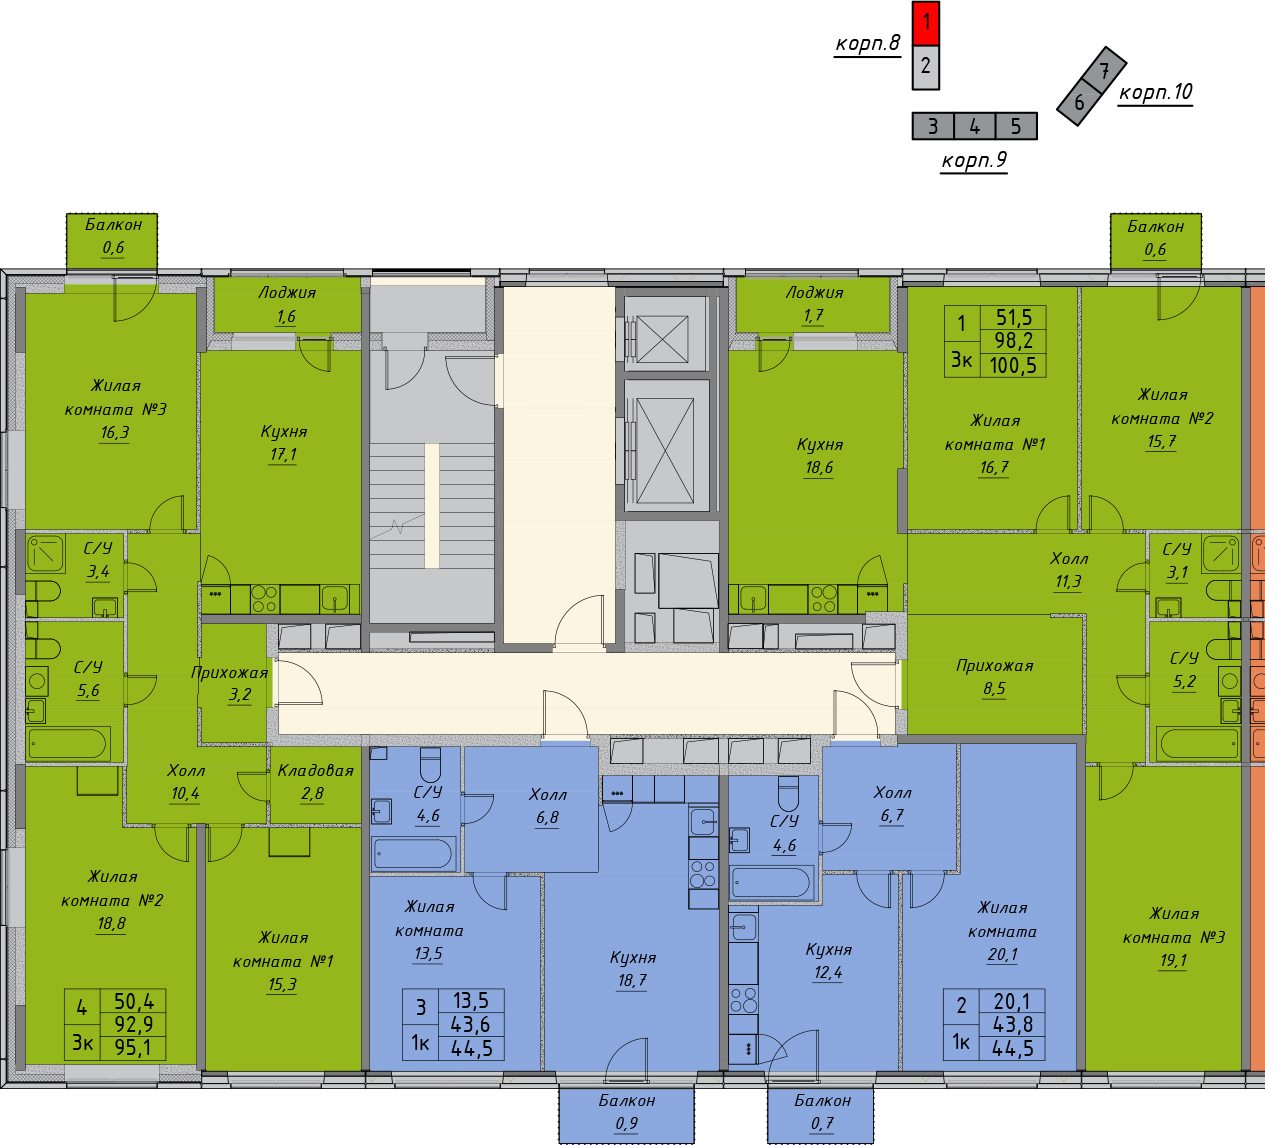 1
корп.8
2
7
6
корп.10
3 4 5
корп.9
Балкон
0,6
Балкон
0,6
Лоджия
1,6
Лоджия
1,7
1
3к
51,5
98,2
100,5
Жилая
комната №3
16,3
Кухня
17,1
Кухня
18,6
Жилая
комната №1
16,7
Жилая
комната №2
15,7
С/У
3,4
Холл
11,3
С/У
3,1
С/У
5,6
Прихожая
3,2
Прихожая
8,5
С/У
5,2
Холл
10,4
Кладовая
2,8
С/У
4,6
Холл
6,8
С/У
4,6
Холл
6,7
Жилая
комната №2
18,8
Жилая
комната №1
15,3
Жилая
комната
13,5
Кухня
18,7
Кухня
12,4
Жилая
комната
20,1
Жилая
комната №3
19,1
4
3к
50,4
92,9
95,1
3
1к
13,5
43,6
44,5
2
1к
20,1
43,8
44,5
Балкон
0,9
Балкон
0,7